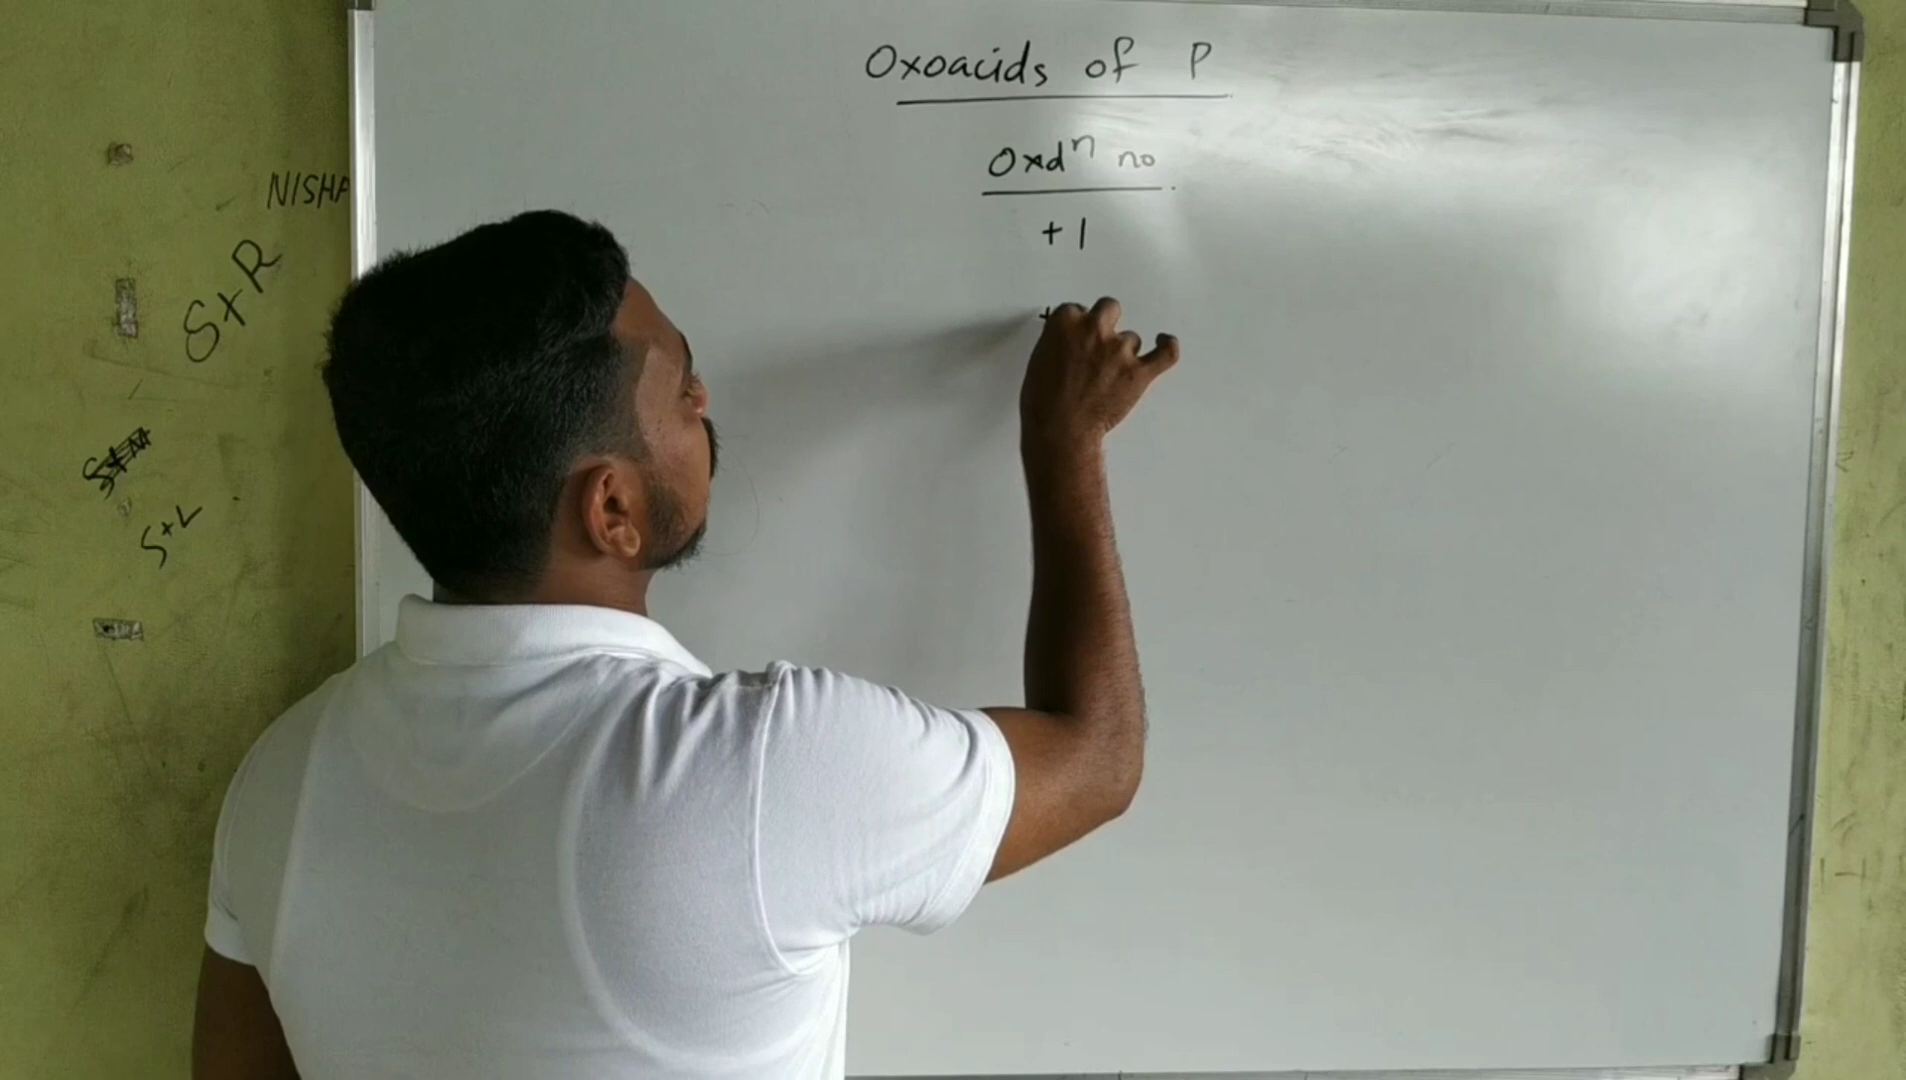 Oxoacids of P
Oxdⁿ no
+1
+
NISHA
S+R
S+M
S+L